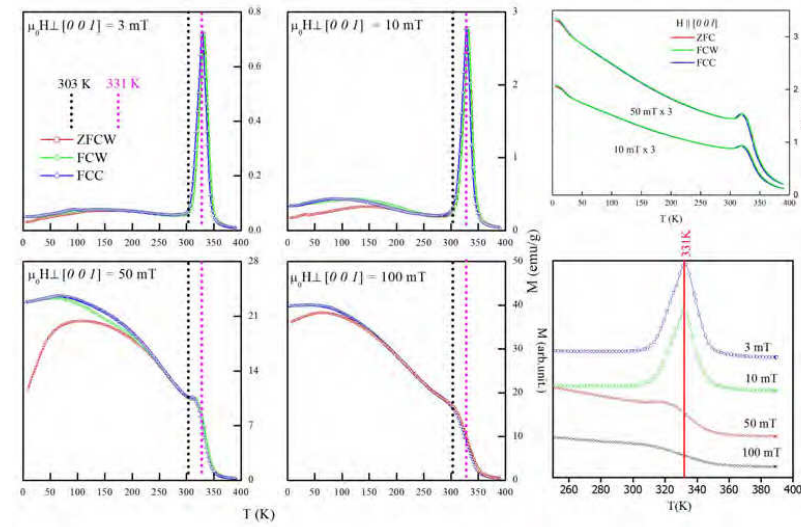 μ₀H⊥[0 0 1] = 3 mT
303 K
331 K
ZFCW
FCW
FCC
0.8
0.6
0.4
0.2
0.0
0 50 100 150 200 250 300 350 400
μ₀H⊥[0 0 1] = 10 mT
3
2
1
0
0 50 100 150 200 250 300 350 400
H || [0 0 1]
ZFC
FCW
FCC
50 mT x 3
10 mT x 3
3
2
1
0 50 100 150 200 250 300 350 400
T (K)
μ₀H⊥[0 0 1] = 50 mT
28
21
14
7
0
0 50 100 150 200 250 300 350 400
μ₀H⊥[0 0 1] = 100 mT
50
40
30
20
10
0
0 50 100 150 200 250 300 350 400
M (emu/g)
T (K)
331K
3 mT
10 mT
50 mT
100 mT
M (arb.unit.)
260 280 300 320 340 360 380 400
T(K)